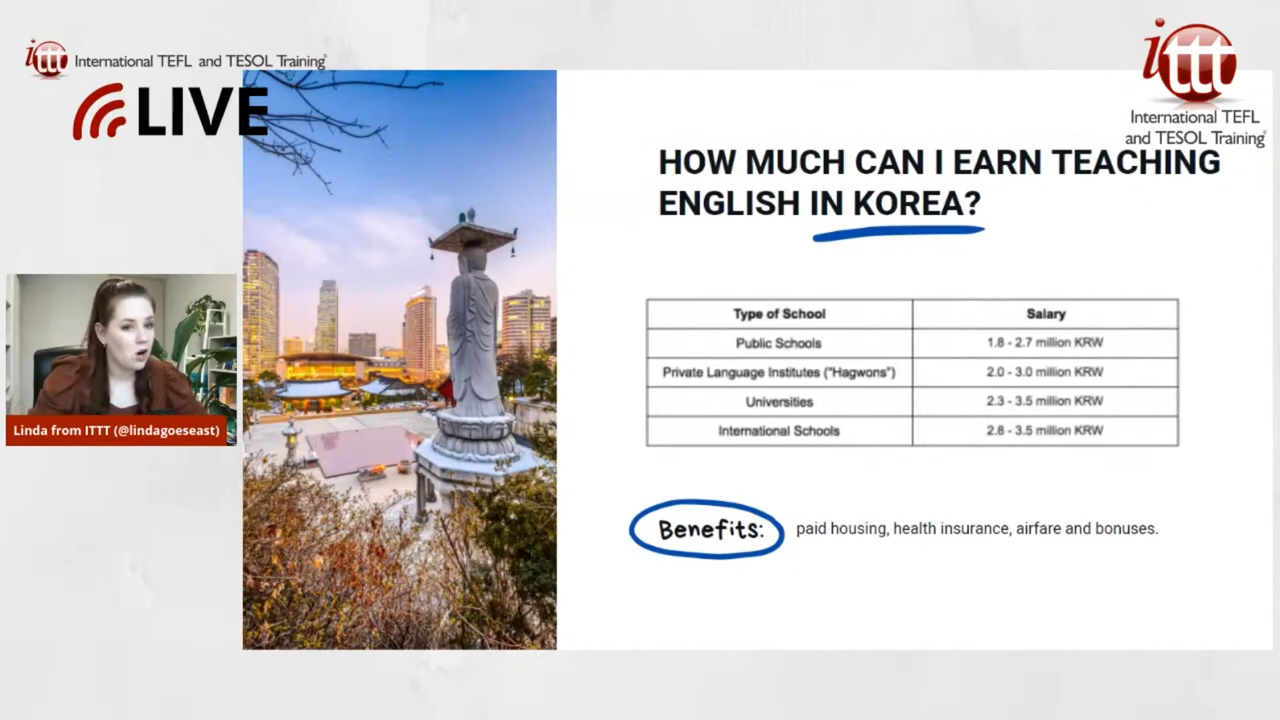 ittt International TEFL and TESOL Training
LIVE
ittt
International TEFL
and TESOL Training
HOW MUCH CAN I EARN TEACHING
ENGLISH IN KOREA?
Type of School Salary
Public Schools 1.8 - 2.7 million KRW
Private Language Institutes ("Hagwons") 2.0 - 3.0 million KRW
Universities 2.3 - 3.5 million KRW
International Schools 2.8 - 3.5 million KRW
Linda from ITTT (@lindagoeseast)
Benefits: paid housing, health insurance, airfare and bonuses.